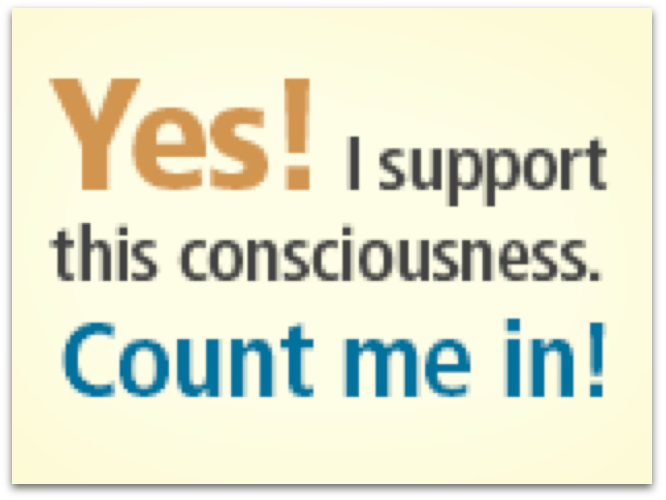 Yes! I support
this consciousness.
Count me in!